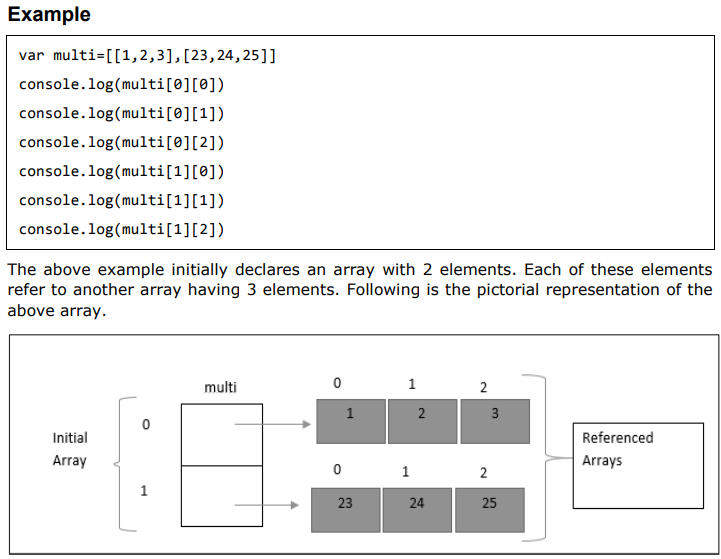 Example
var multi=[[1,2,3],[23,24,25]]
console.log(multi[0][0])
console.log(multi[0][1])
console.log(multi[0][2])
console.log(multi[1][0])
console.log(multi[1][1])
console.log(multi[1][2])
The above example initially declares an array with 2 elements. Each of these elements
refer to another array having 3 elements. Following is the pictorial representation of the
above array.
multi
0 1 2
0
1 2 3
Initial
Array
Referenced
Arrays
0 1 2
1
23 24 25